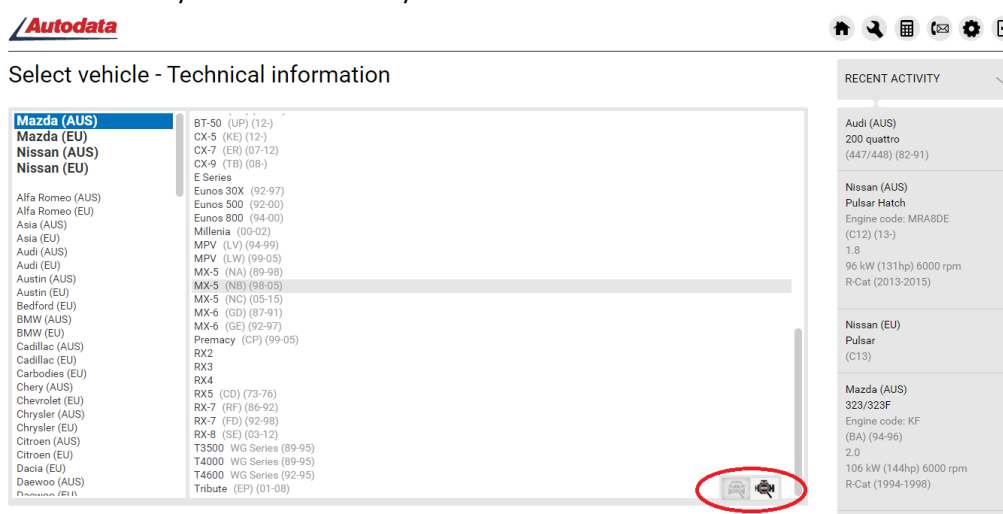 Autodata
Select vehicle - Technical information
RECENT ACTIVITY
Mazda (AUS)
Mazda (EU)
Nissan (AUS)
Nissan (EU)
Alfa Romeo (AUS)
Alfa Romeo (EU)
Asia (AUS)
Asia (EU)
Audi (AUS)
Audi (EU)
Austin (AUS)
Austin (EU)
Bedford (EU)
BMW (AUS)
BMW (EU)
Cadillac (AUS)
Cadillac (EU)
Carbodies (EU)
Chery (AUS)
Chevrolet (EU)
Chrysler (AUS)
Chrysler (EU)
Citroen (AUS)
Citroen (EU)
Dacia (EU)
Daewoo (AUS)
Daewoo (EU)
BT-50 (UP) (12-)
CX-5 (KE) (12-)
CX-7 (ER) (07-12)
CX-9 (TB) (08-)
E Series
Eunos 30X (92-97)
Eunos 500 (92-00)
Eunos 800 (94-00)
Millenia (00-02)
MPV (LV) (94-99)
MPV (LW) (99-05)
MX-5 (NA) (89-98)
MX-5 (NB) (98-05)
MX-5 (NC) (05-15)
MX-6 (GD) (87-91)
MX-6 (GE) (92-97)
Premacy (CP) (99-05)
RX2
RX3
RX4
RX5 (CD) (73-76)
RX-7 (RF) (86-92)
RX-7 (FD) (92-98)
RX-8 (SE) (03-12)
T3500 WG Series (89-95)
T4000 WG Series (89-95)
T4600 WG Series (92-95)
Tribute (EP) (01-08)
Audi (AUS)
200 quattro
(447/448) (82-91)
Nissan (AUS)
Pulsar Hatch
Engine code: MRA8DE
(C12) (13-)
1.8
96 kW (131hp) 6000 rpm
R-Cat (2013-2015)
Nissan (EU)
Pulsar
(C13)
Mazda (AUS)
323/323F
Engine code: KF
(BA) (94-96)
2.0
106 kW (144hp) 6000 rpm
R-Cat (1994-1998)